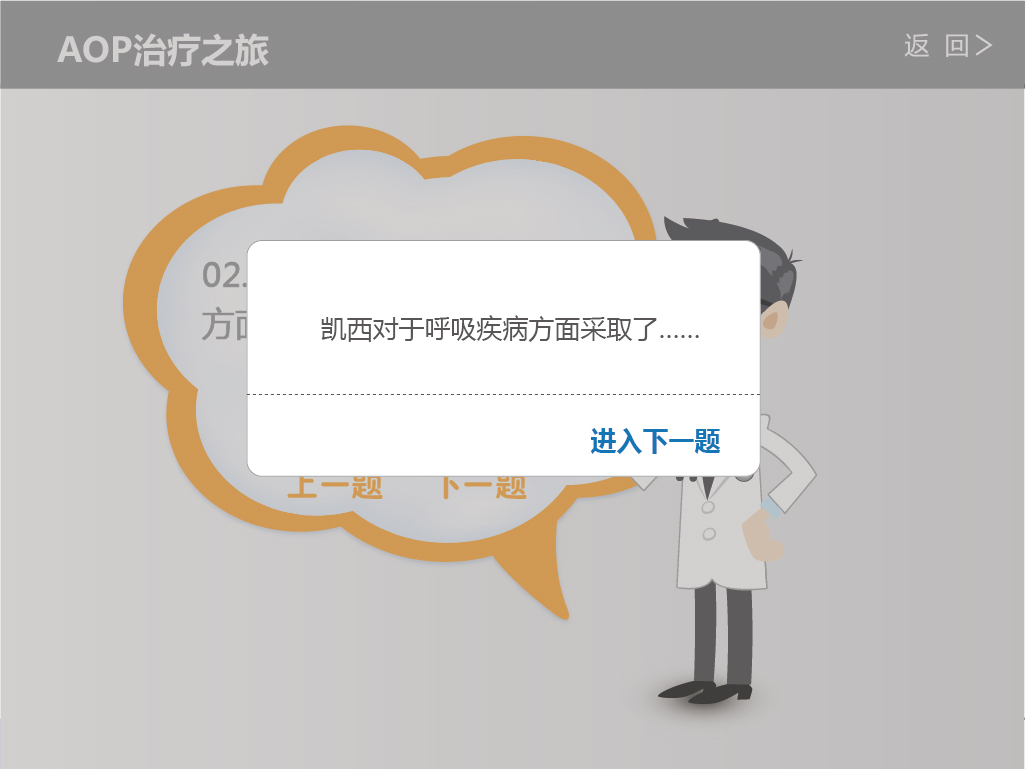 AOP治疗之旅
返 回>
02.
方面
凯西对于呼吸疾病方面采取了......
进入下一题
上一题 下一题